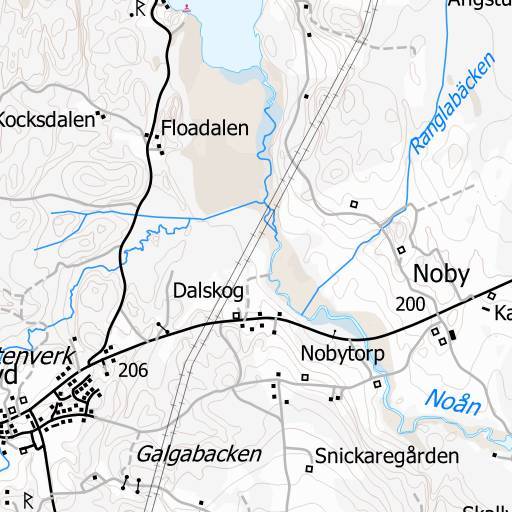 Kocksdalen
Floadalen
Ranglabäcken
Noby
Dalskog
200
206
Nobytorp
Noån
Galgabacken
Snickaregården